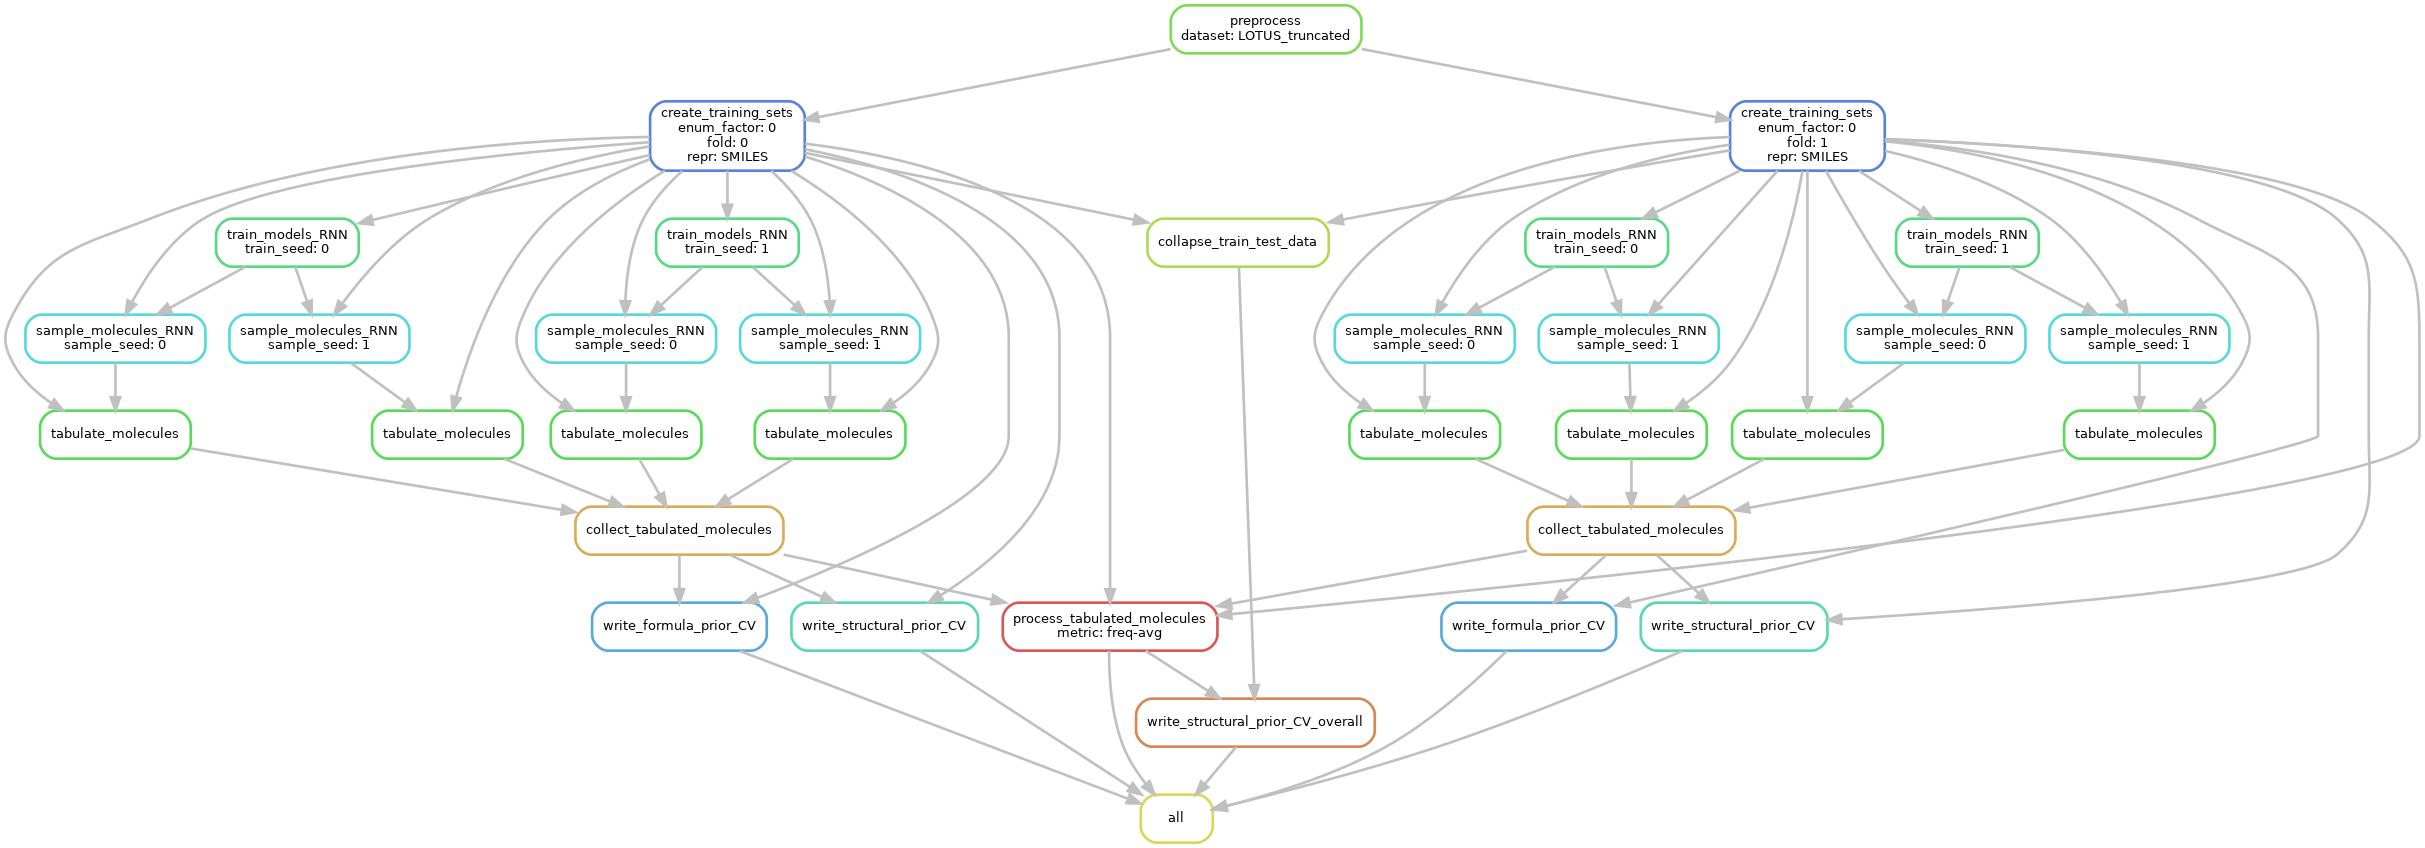 preprocess
dataset: LOTUS_truncated
create_training_sets
enum_factor: 0
fold: 0
repr: SMILES
create_training_sets
enum_factor: 0
fold: 1
repr: SMILES
train_models_RNN
train_seed: 0
train_models_RNN
train_seed: 1
collapse_train_test_data
train_models_RNN
train_seed: 0
train_models_RNN
train_seed: 1
sample_molecules_RNN
sample_seed: 0
sample_molecules_RNN
sample_seed: 1
sample_molecules_RNN
sample_seed: 0
sample_molecules_RNN
sample_seed: 1
sample_molecules_RNN
sample_seed: 0
sample_molecules_RNN
sample_seed: 1
sample_molecules_RNN
sample_seed: 0
sample_molecules_RNN
sample_seed: 1
tabulate_molecules
tabulate_molecules
tabulate_molecules
tabulate_molecules
tabulate_molecules
tabulate_molecules
tabulate_molecules
tabulate_molecules
collect_tabulated_molecules
collect_tabulated_molecules
write_formula_prior_CV
write_structural_prior_CV
process_tabulated_molecules
metric: freq-avg
write_formula_prior_CV
write_structural_prior_CV
write_structural_prior_CV_overall
all